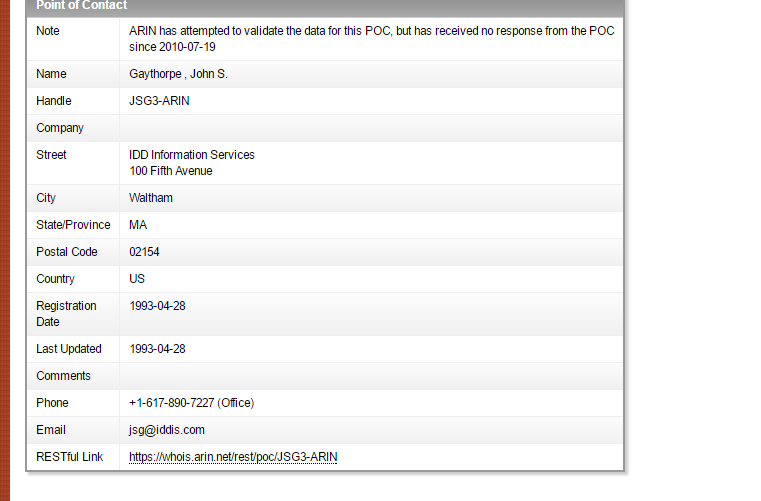 Point of Contact
Note ARIN has attempted to validate the data for this POC, but has received no response from the POC
since 2010-07-19
Name Gaythorpe , John S.
Handle JSG3-ARIN
Company
Street IDD Information Services
100 Fifth Avenue
City Waltham
State/Province MA
Postal Code 02154
Country US
Registration 1993-04-28
Date
Last Updated 1993-04-28
Comments
Phone +1-617-890-7227 (Office)
Email jsg@iddis.com
RESTful Link https://whois.arin.net/rest/poc/JSG3-ARIN